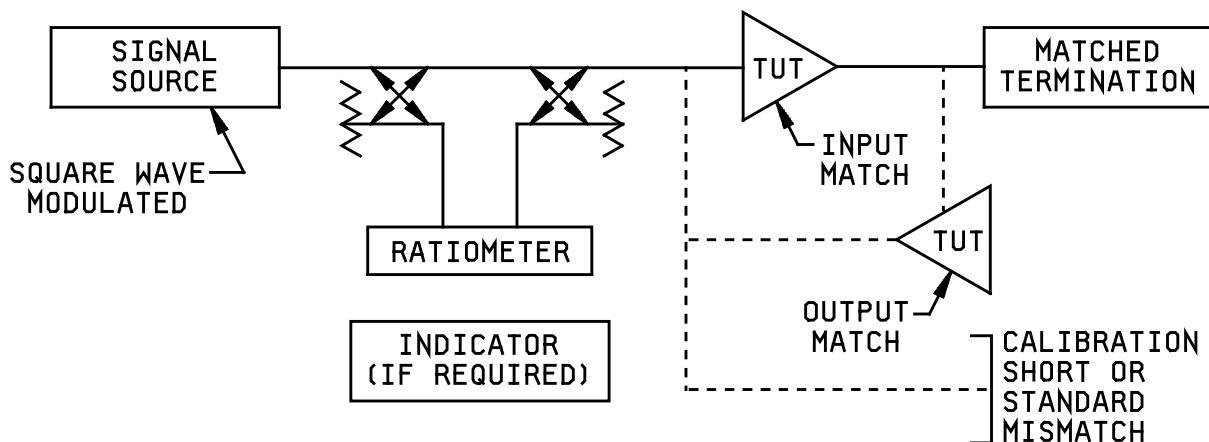 SIGNAL
SOURCE
SQUARE WAVE
MODULATED
RATIOMETER
INDICATOR
(IF REQUIRED)
TUT
INPUT
MATCH
MATCHED
TERMINATION
TUT
OUTPUT
MATCH
CALIBRATION
SHORT OR
STANDARD
MISMATCH